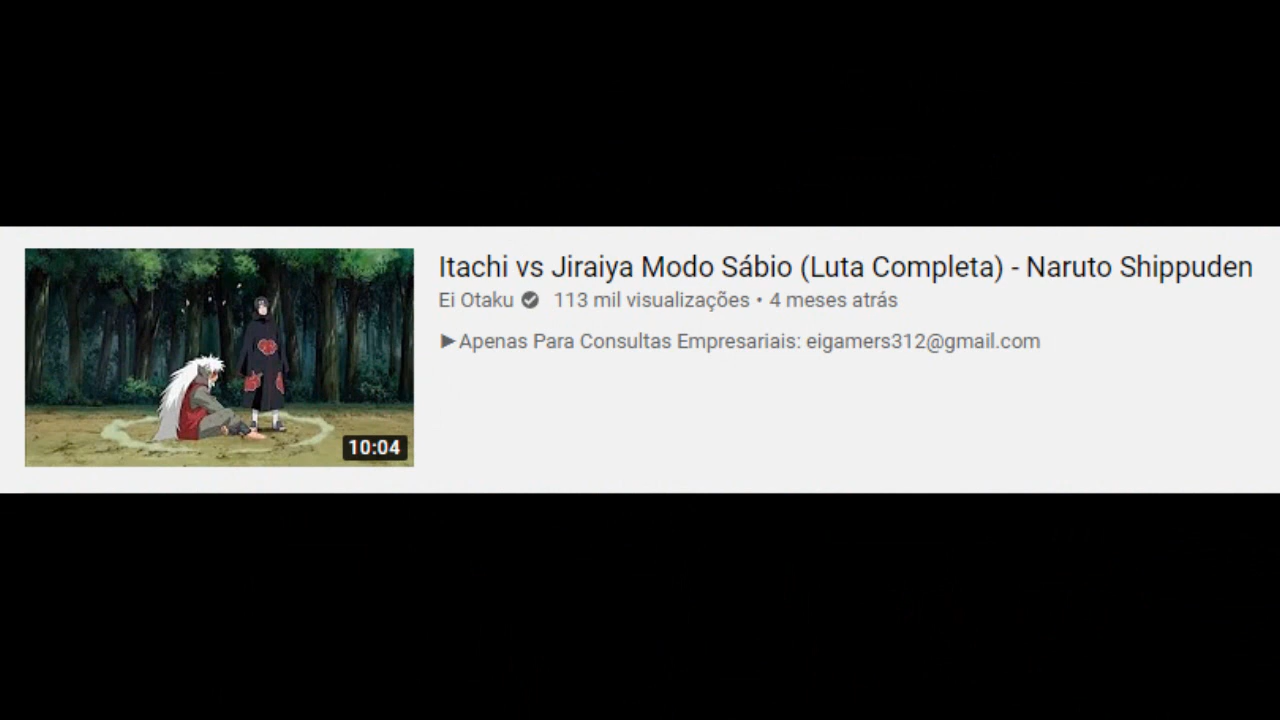 Itachi vs Jiraiya Modo Sábio (Luta Completa) - Naruto Shippuden
Ei Otaku 113 mil visualizações • 4 meses atrás
►Apenas Para Consultas Empresariais: eigamers312@gmail.com
10:04